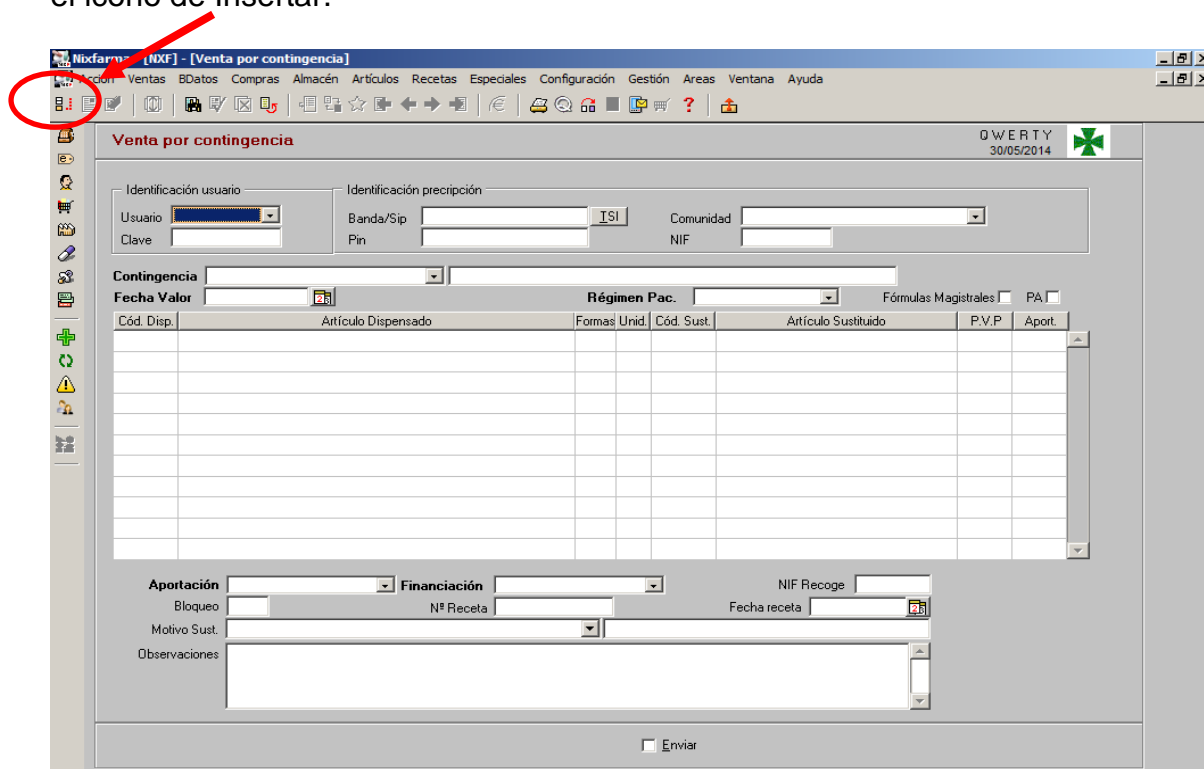 el icono de Insertar.
Nixfarma - [NXF] - [Venta por contingencia]
Acción Ventas BDatos Compras Almacén Artículos Recetas Especiales Configuración Gestión Areas Ventana Ayuda
Venta por contingencia
QWERTY
30/05/2014
Identificación usuario Identificación precripción
Usuario Banda/Sip TSI Comunidad
Clave Pin NIF
Contingencia
Fecha Valor Régimen Pac. Fórmulas Magistrales PA
Cód. Disp. Artículo Dispensado Formas Unid. Cód. Sust. Artículo Sustituido P.V.P Aport.
Aportación Financiación NIF Recoge
Bloqueo Nª Receta Fecha receta
Motivo Sust.
Observaciones
Enviar